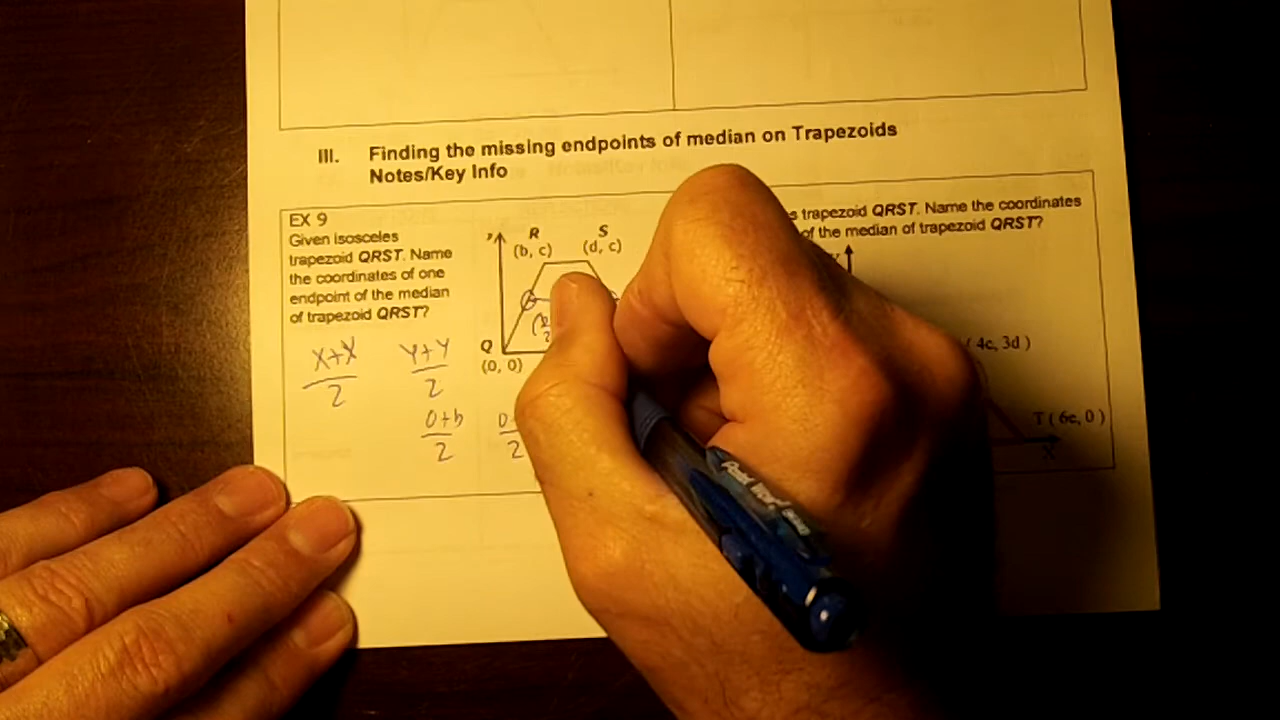 III. Finding the missing endpoints of median on Trapezoids
Notes/Key Info
EX 9
Given isosceles
trapezoid QRST. Name
the coordinates of one
endpoint of the median
of trapezoid QRST?
y R S
(b, c) (d, c)
Q
(0, 0)
X+X Y+Y
2 2
0+b
2 2
trapezoid QRST. Name the coordinates
of the median of trapezoid QRST?
( 4c, 3d )
T ( 6c, 0 )
X